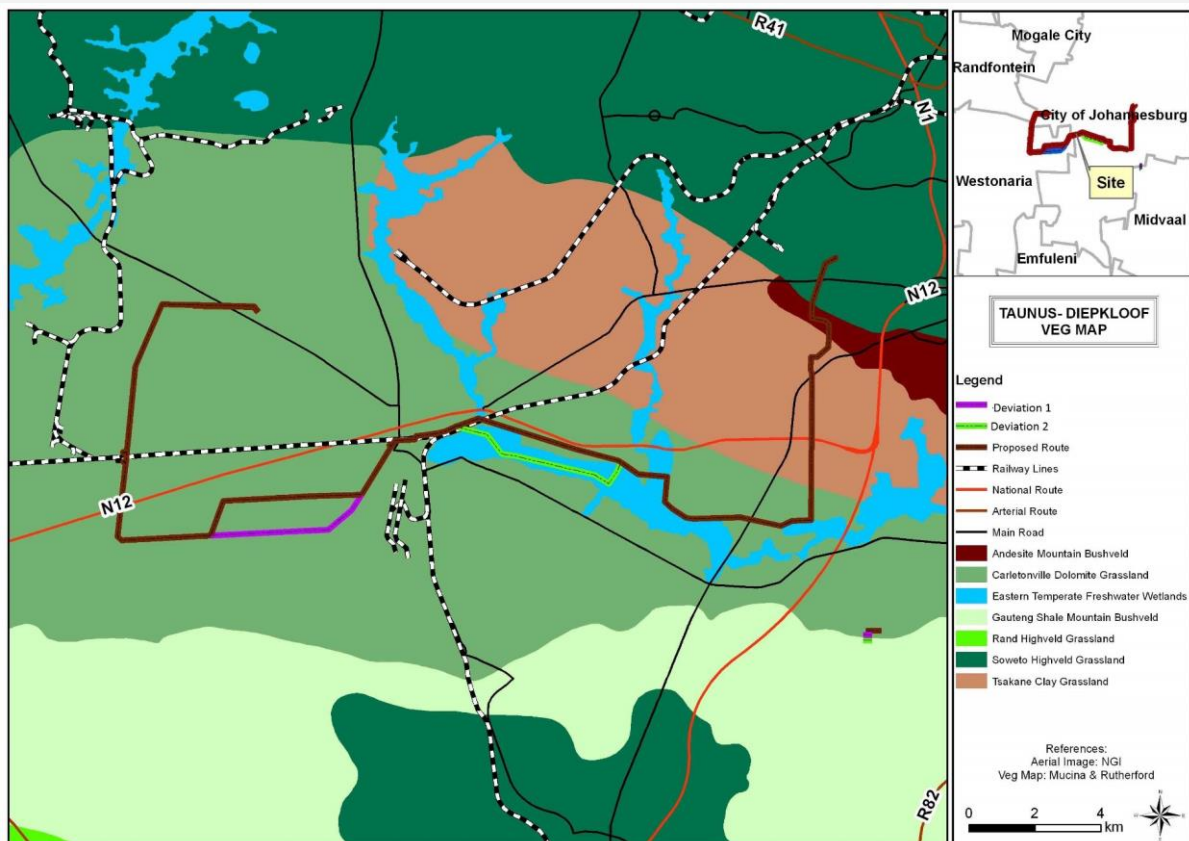 R41
N1
N12
N12
R82
Mogale City
Randfontein
City of Johannesburg
Westonaria
Site
Midvaal
Emfuleni
TAUNUS- DIEPKLOOF
VEG MAP
Legend
Deviation 1
Deviation 2
Proposed Route
Railway Lines
National Route
Arterial Route
Main Road
Andesite Mountain Bushveld
Carletonville Dolomite Grassland
Eastern Temperate Freshwater Wetlands
Gauteng Shale Mountain Bushveld
Rand Highveld Grassland
Soweto Highveld Grassland
Tsakane Clay Grassland
References:
Aerial Image: NGI
Veg Map: Mucina & Rutherford
0 2 4
km